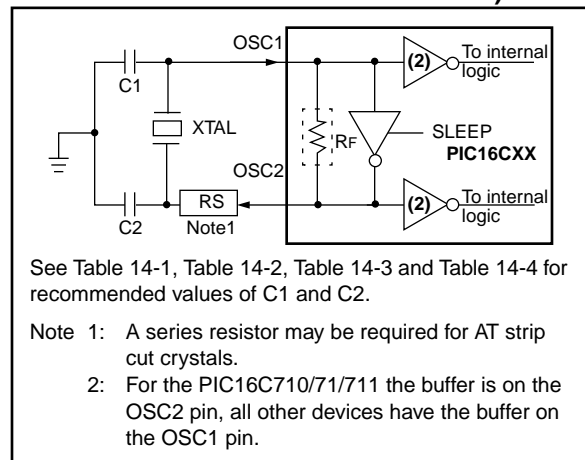 OSC1
C1
XTAL
OSC2
C2
RS
Note1
RF
(2)
To internal
logic
SLEEP
PIC16CXX
(2)
To internal
logic
See Table 14-1, Table 14-2, Table 14-3 and Table 14-4 for
recommended values of C1 and C2.
Note 1: A series resistor may be required for AT strip
cut crystals.
2: For the PIC16C710/71/711 the buffer is on the
OSC2 pin, all other devices have the buffer on
the OSC1 pin.